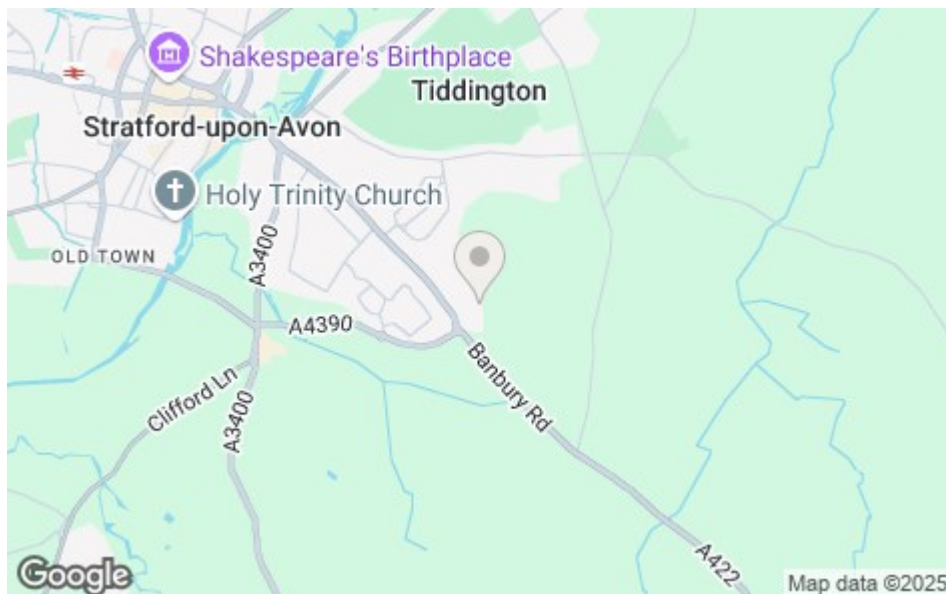 Shakespeare's Birthplace
Tiddington
Stratford-upon-Avon
Holy Trinity Church
OLD TOWN
A3400
A4390
Banbury Rd
Clifford Ln
A3400
A422
Google
Map data ©2025